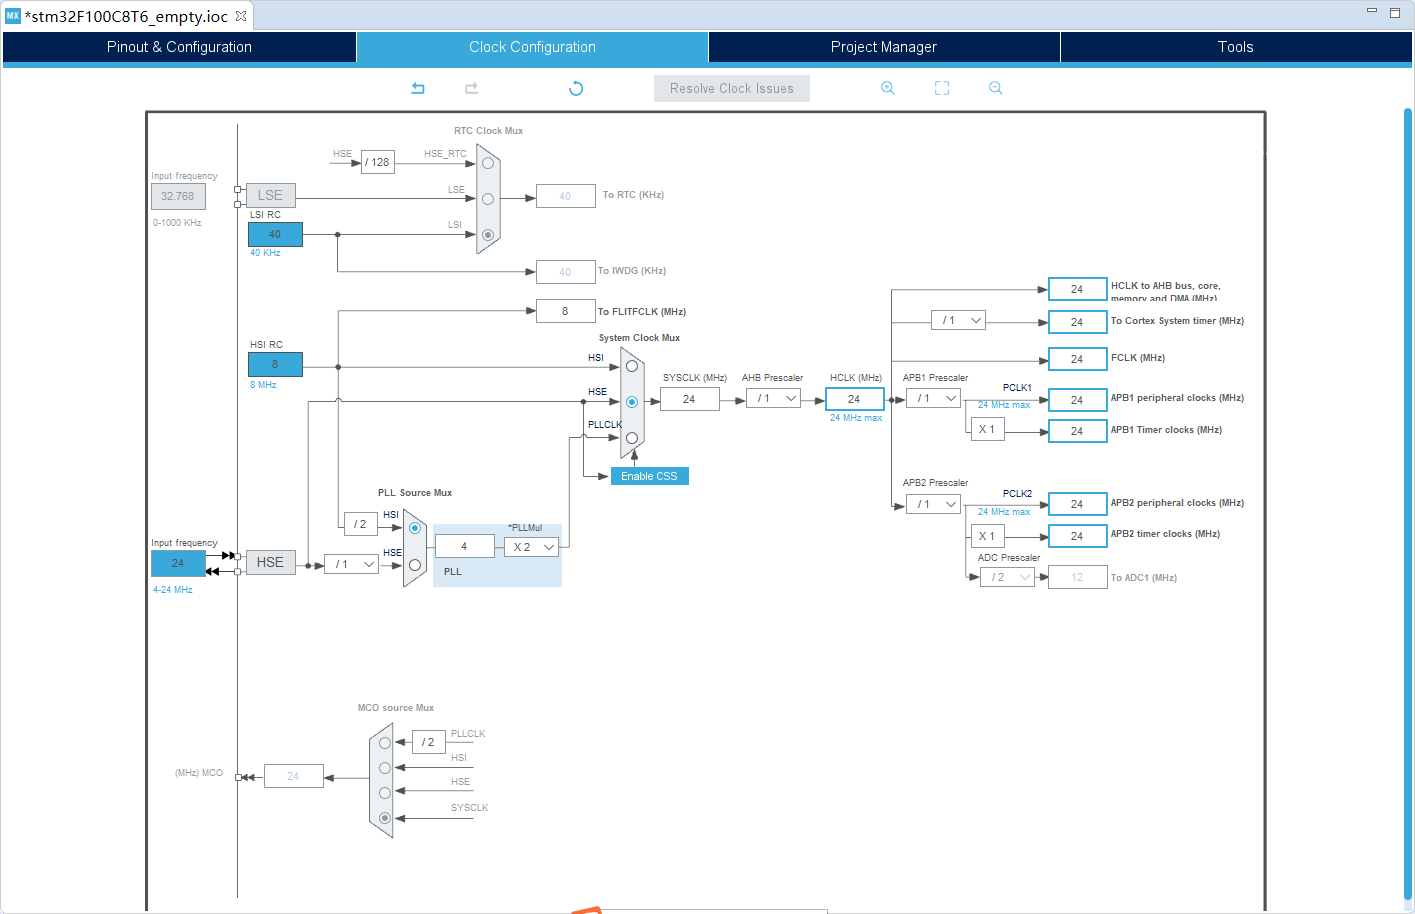 MX *stm32F100C8T6_empty.ioc
Pinout & Configuration
Clock Configuration
Project Manager
Tools
Resolve Clock Issues
RTC Clock Mux
HSE
/ 128
HSE_RTC
Input frequency
32.768
0-1000 KHz
LSE
LSE
40
To RTC (KHz)
LSI RC
40
40 KHz
LSI
40
To IWDG (KHz)
8
To FLITFCLK (MHz)
HSI RC
8
8 MHz
System Clock Mux
HSI
HSE
PLLCLK
Enable CSS
SYSCLK (MHz)
24
AHB Prescaler
/ 1
HCLK (MHz)
24
24 MHz max
24
HCLK to AHB bus, core,
memory and DMA (MHz)
/ 1
24
To Cortex System timer (MHz)
24
FCLK (MHz)
APB1 Prescaler
/ 1
PCLK1
24 MHz max
24
APB1 peripheral clocks (MHz)
X 1
24
APB1 Timer clocks (MHz)
APB2 Prescaler
/ 1
PCLK2
24 MHz max
24
APB2 peripheral clocks (MHz)
X 1
24
APB2 timer clocks (MHz)
ADC Prescaler
/ 2
12
To ADC1 (MHz)
PLL Source Mux
/ 2
HSI
Input frequency
24
4-24 MHz
HSE
/ 1
HSE
4
*PLLMul
X 2
PLL
MCO source Mux
/ 2
PLLCLK
HSI
HSE
SYSCLK
(MHz) MCO
24